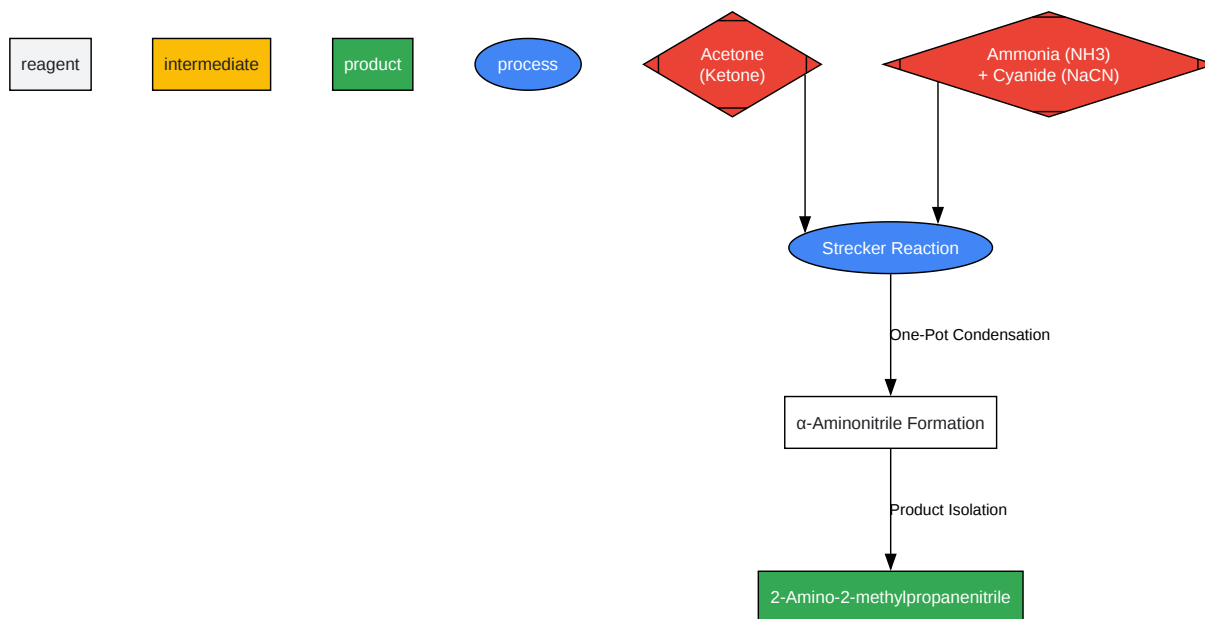 reagent
intermediate
product
process
Acetone
(Ketone)
Ammonia (NH3)
+ Cyanide (NaCN)
Strecker Reaction
One-Pot Condensation
α-Aminonitrile Formation
Product Isolation
2-Amino-2-methylpropanenitrile